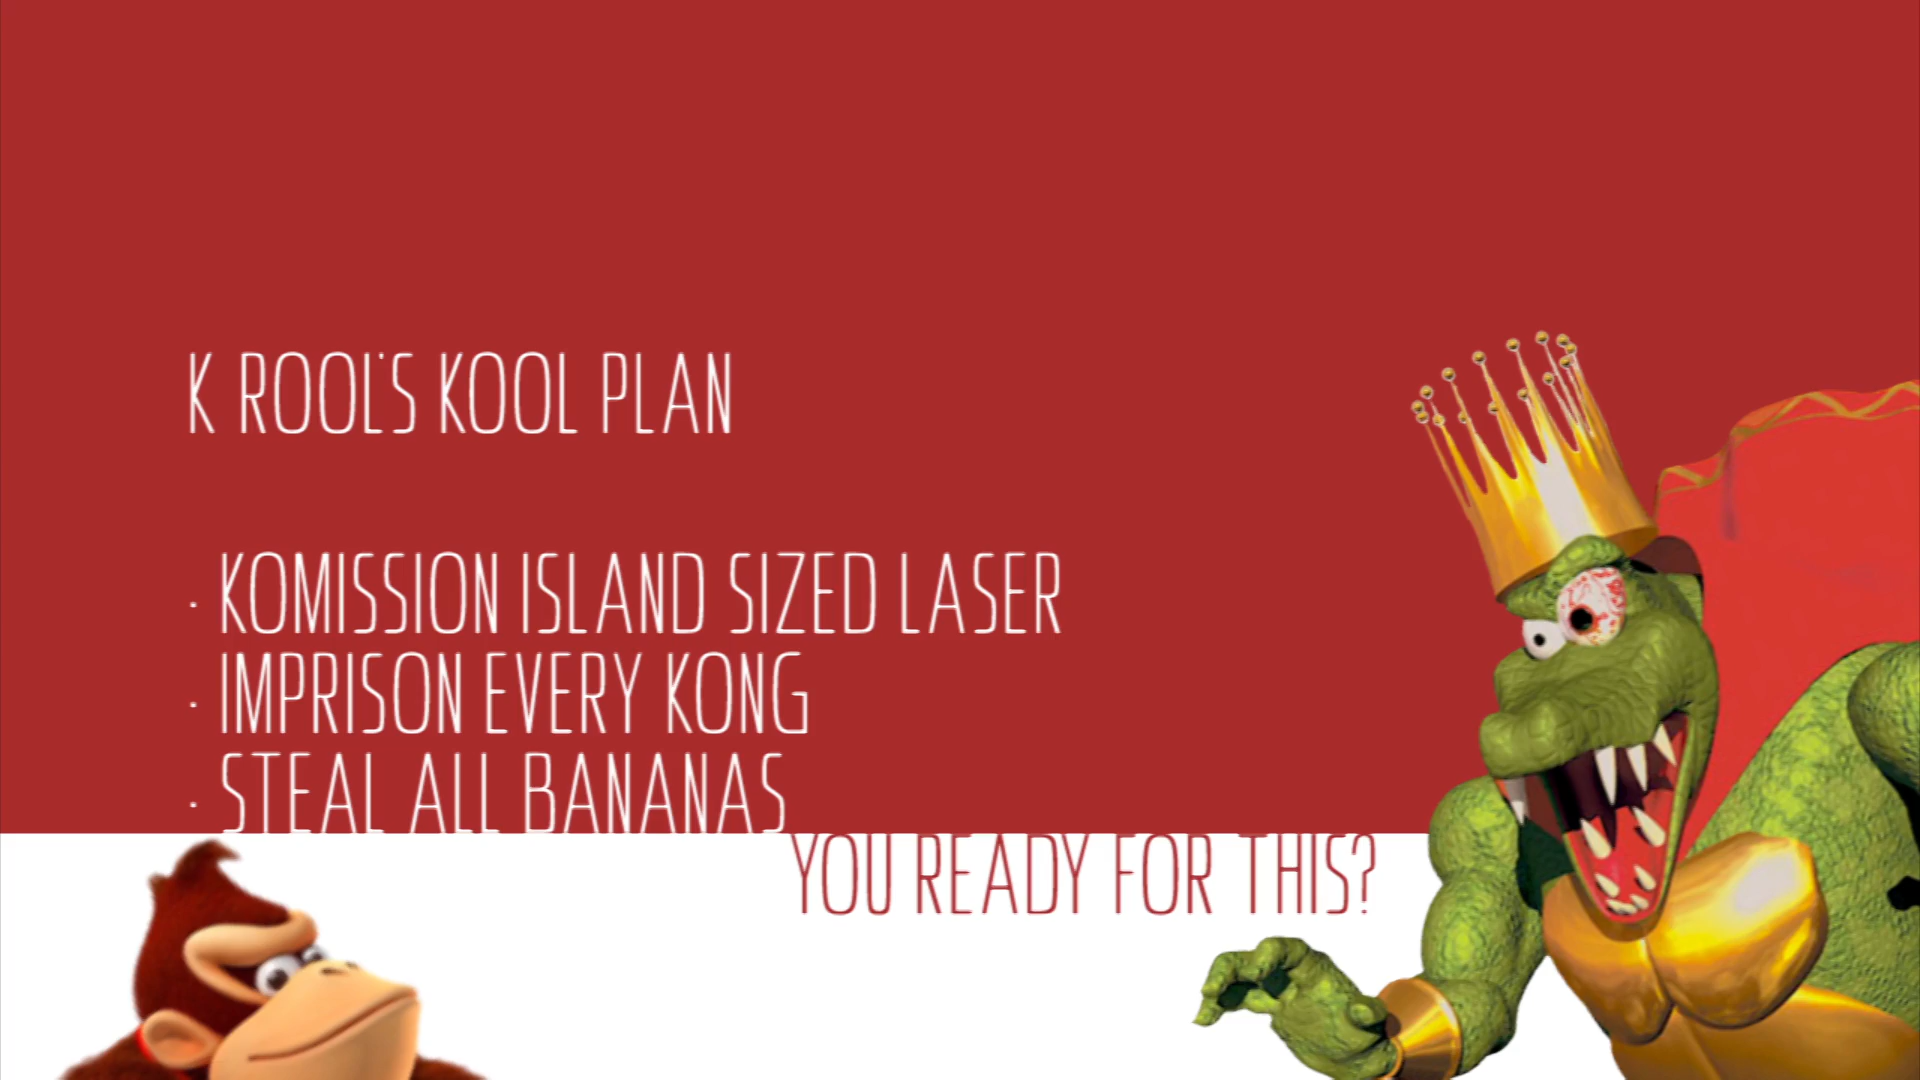 K ROOL'S KOOL PLAN
· KOMISSION ISLAND SIZED LASER
· IMPRISON EVERY KONG
· STEAL ALL BANANAS
YOU READY FOR THIS?